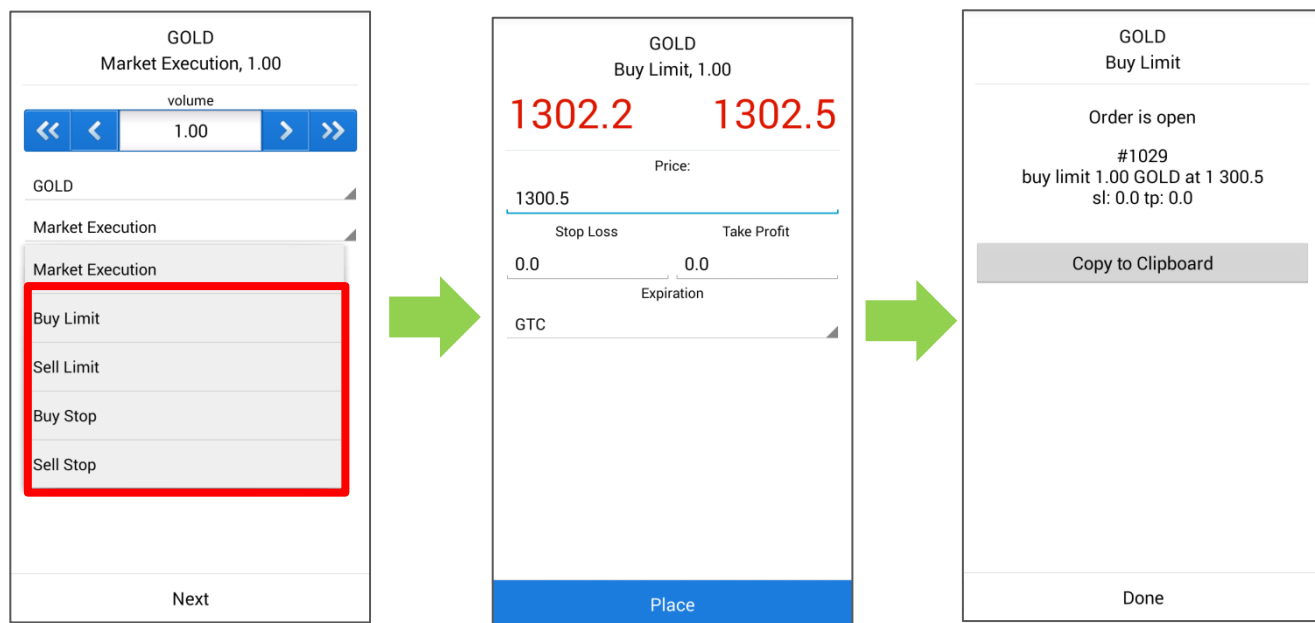 GOLD
Market Execution, 1.00
volume
1.00
GOLD
Market Execution
Market Execution
Buy Limit
Sell Limit
Buy Stop
Sell Stop
Next
GOLD
Buy Limit, 1.00
1302.2 1302.5
Price:
1300.5
Stop Loss Take Profit
0.0 0.0
Expiration
GTC
Place
GOLD
Buy Limit
Order is open
#1029
buy limit 1.00 GOLD at 1 300.5
sl: 0.0 tp: 0.0
Copy to Clipboard
Done